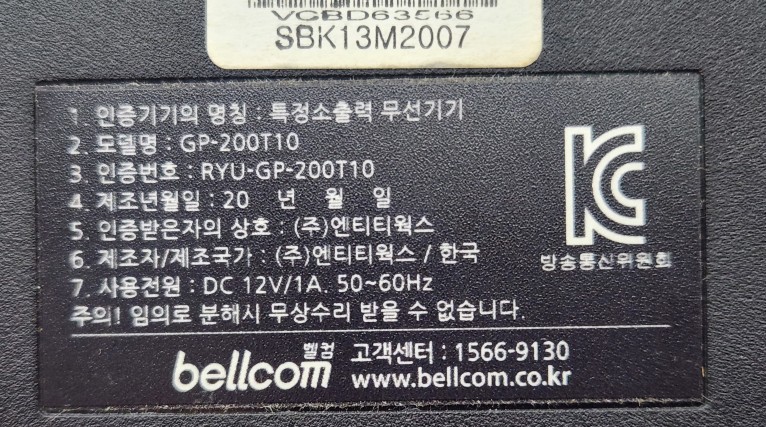 VCBD63566
SBK13M2007
1. 인증기기의 명칭 : 특정소출력 무선기기
2. 모델명 : GP-200T10
3. 인증번호 : RYU-GP-200T10
4. 제조년월일 : 20 년 월 일
5. 인증받은자의 상호 : (주)엔티티웍스
6. 제조자/제조국가 : (주)엔티티웍스 / 한국
7. 사용전원 : DC 12V/1A. 50~60Hz
주의! 임의로 분해시 무상수리 받을 수 없습니다.
방송통신위원회
bellcom 벨컴 고객센터 : 1566-9130
www.bellcom.co.kr